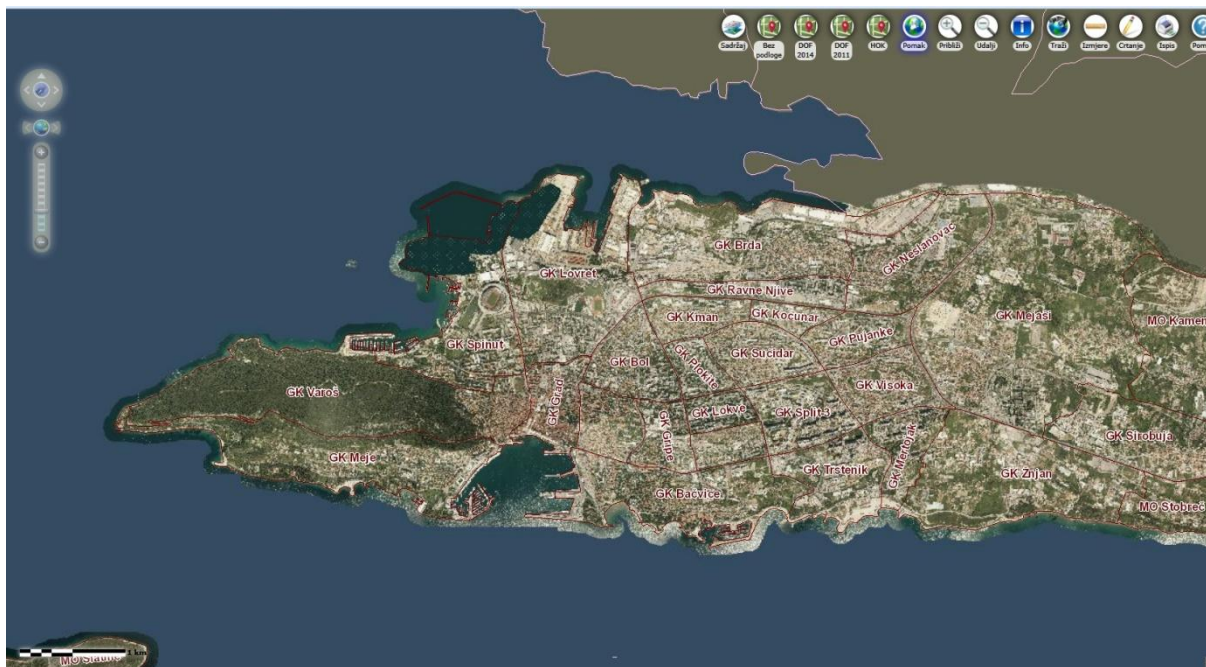 Sadržaj
Bez podloge
DOF 2014
DOF 2011
HOK
Pomak
Približi
Udalji
Info
Traži
Izmjere
Crtanje
Ispis
GK Brda
GK Neslanovac
GK Lovret
GK Ravne Njive
GK Kman
GK Kocunar
GK Mejaši
MO Kamen
GK Spinut
GK Bol
GK Plokite
GK Sucidar
GK Pujanke
GK Varoš
GK Grad
GK Visoka
GK Lokve
GK Split 3
GK Gripe
GK Sirobuja
GK Meje
GK Trstenik
GK Mertojak
GK Žnjan
GK Bacvice
MO Stobreč
1 km